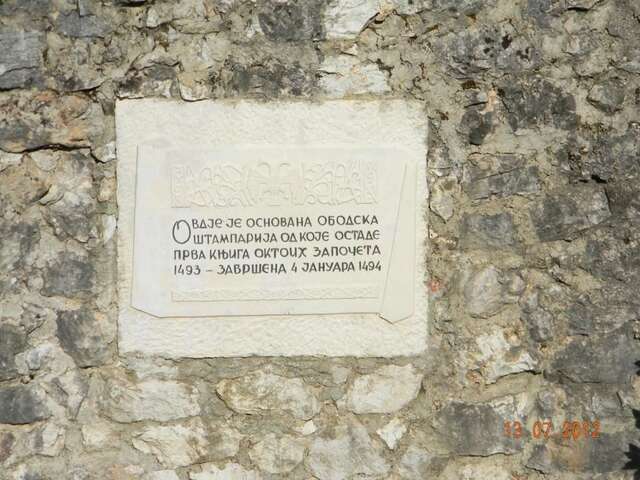 Овдје је основана Ободска
штампарија од које остаде
прва књига Октоих започета
1493 – завршена 4 јануара 1494
13 07 2012